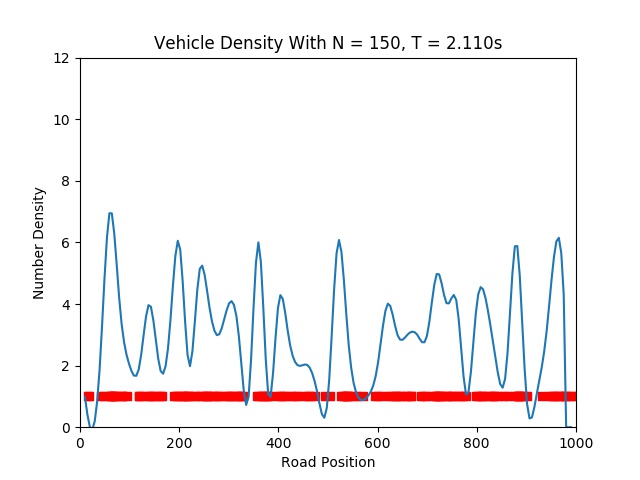 Vehicle Density With N = 150, T = 2.110s
12
10
8
6
4
2
0
Number Density
0 200 400 600 800 1000
Road Position